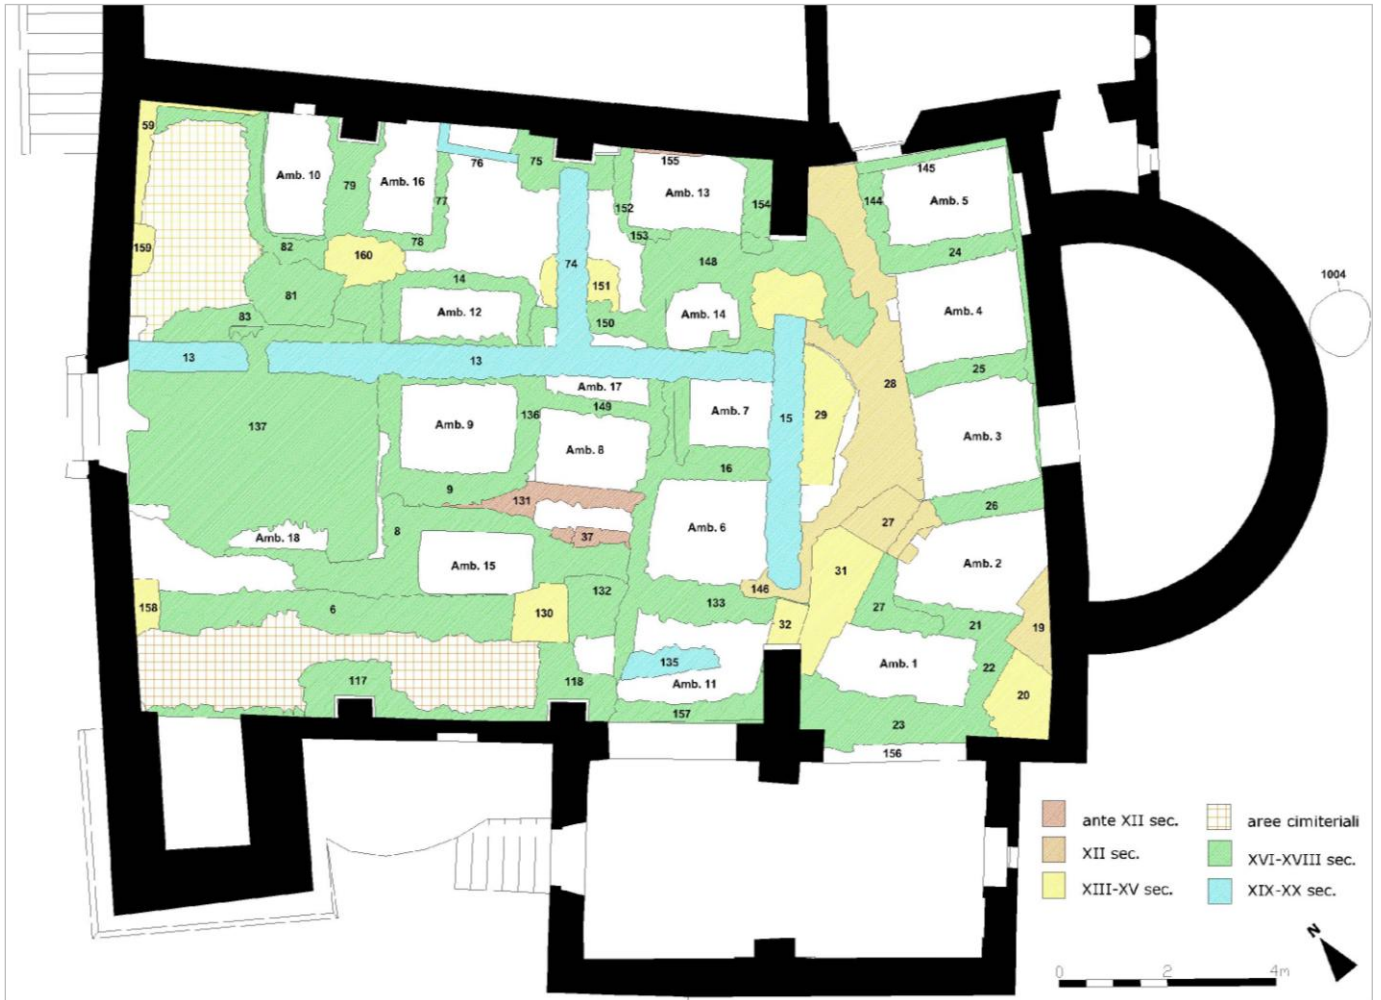 59
Amb. 10
79
Amb. 16
76
75
155
Amb. 13
154
145
144
Amb. 5
77
152
153
159
82
160
78
74
148
24
1004
14
151
81
83
Amb. 12
150
Amb. 14
Amb. 4
13
13
25
28
Amb. 17
149
136
Amb. 7
15
29
137
Amb. 9
Amb. 8
Amb. 3
16
9
131
26
8
37
Amb. 6
27
Amb. 18
Amb. 15
31
Amb. 2
146
158
6
130
132
133
32
27
21
19
135
Amb. 11
Amb. 1
22
117
118
20
157
23
156
ante XII sec.
XII sec.
XIII-XV sec.
aree cimiteriali
XVI-XVIII sec.
XIX-XX sec.
N
0 2 4m